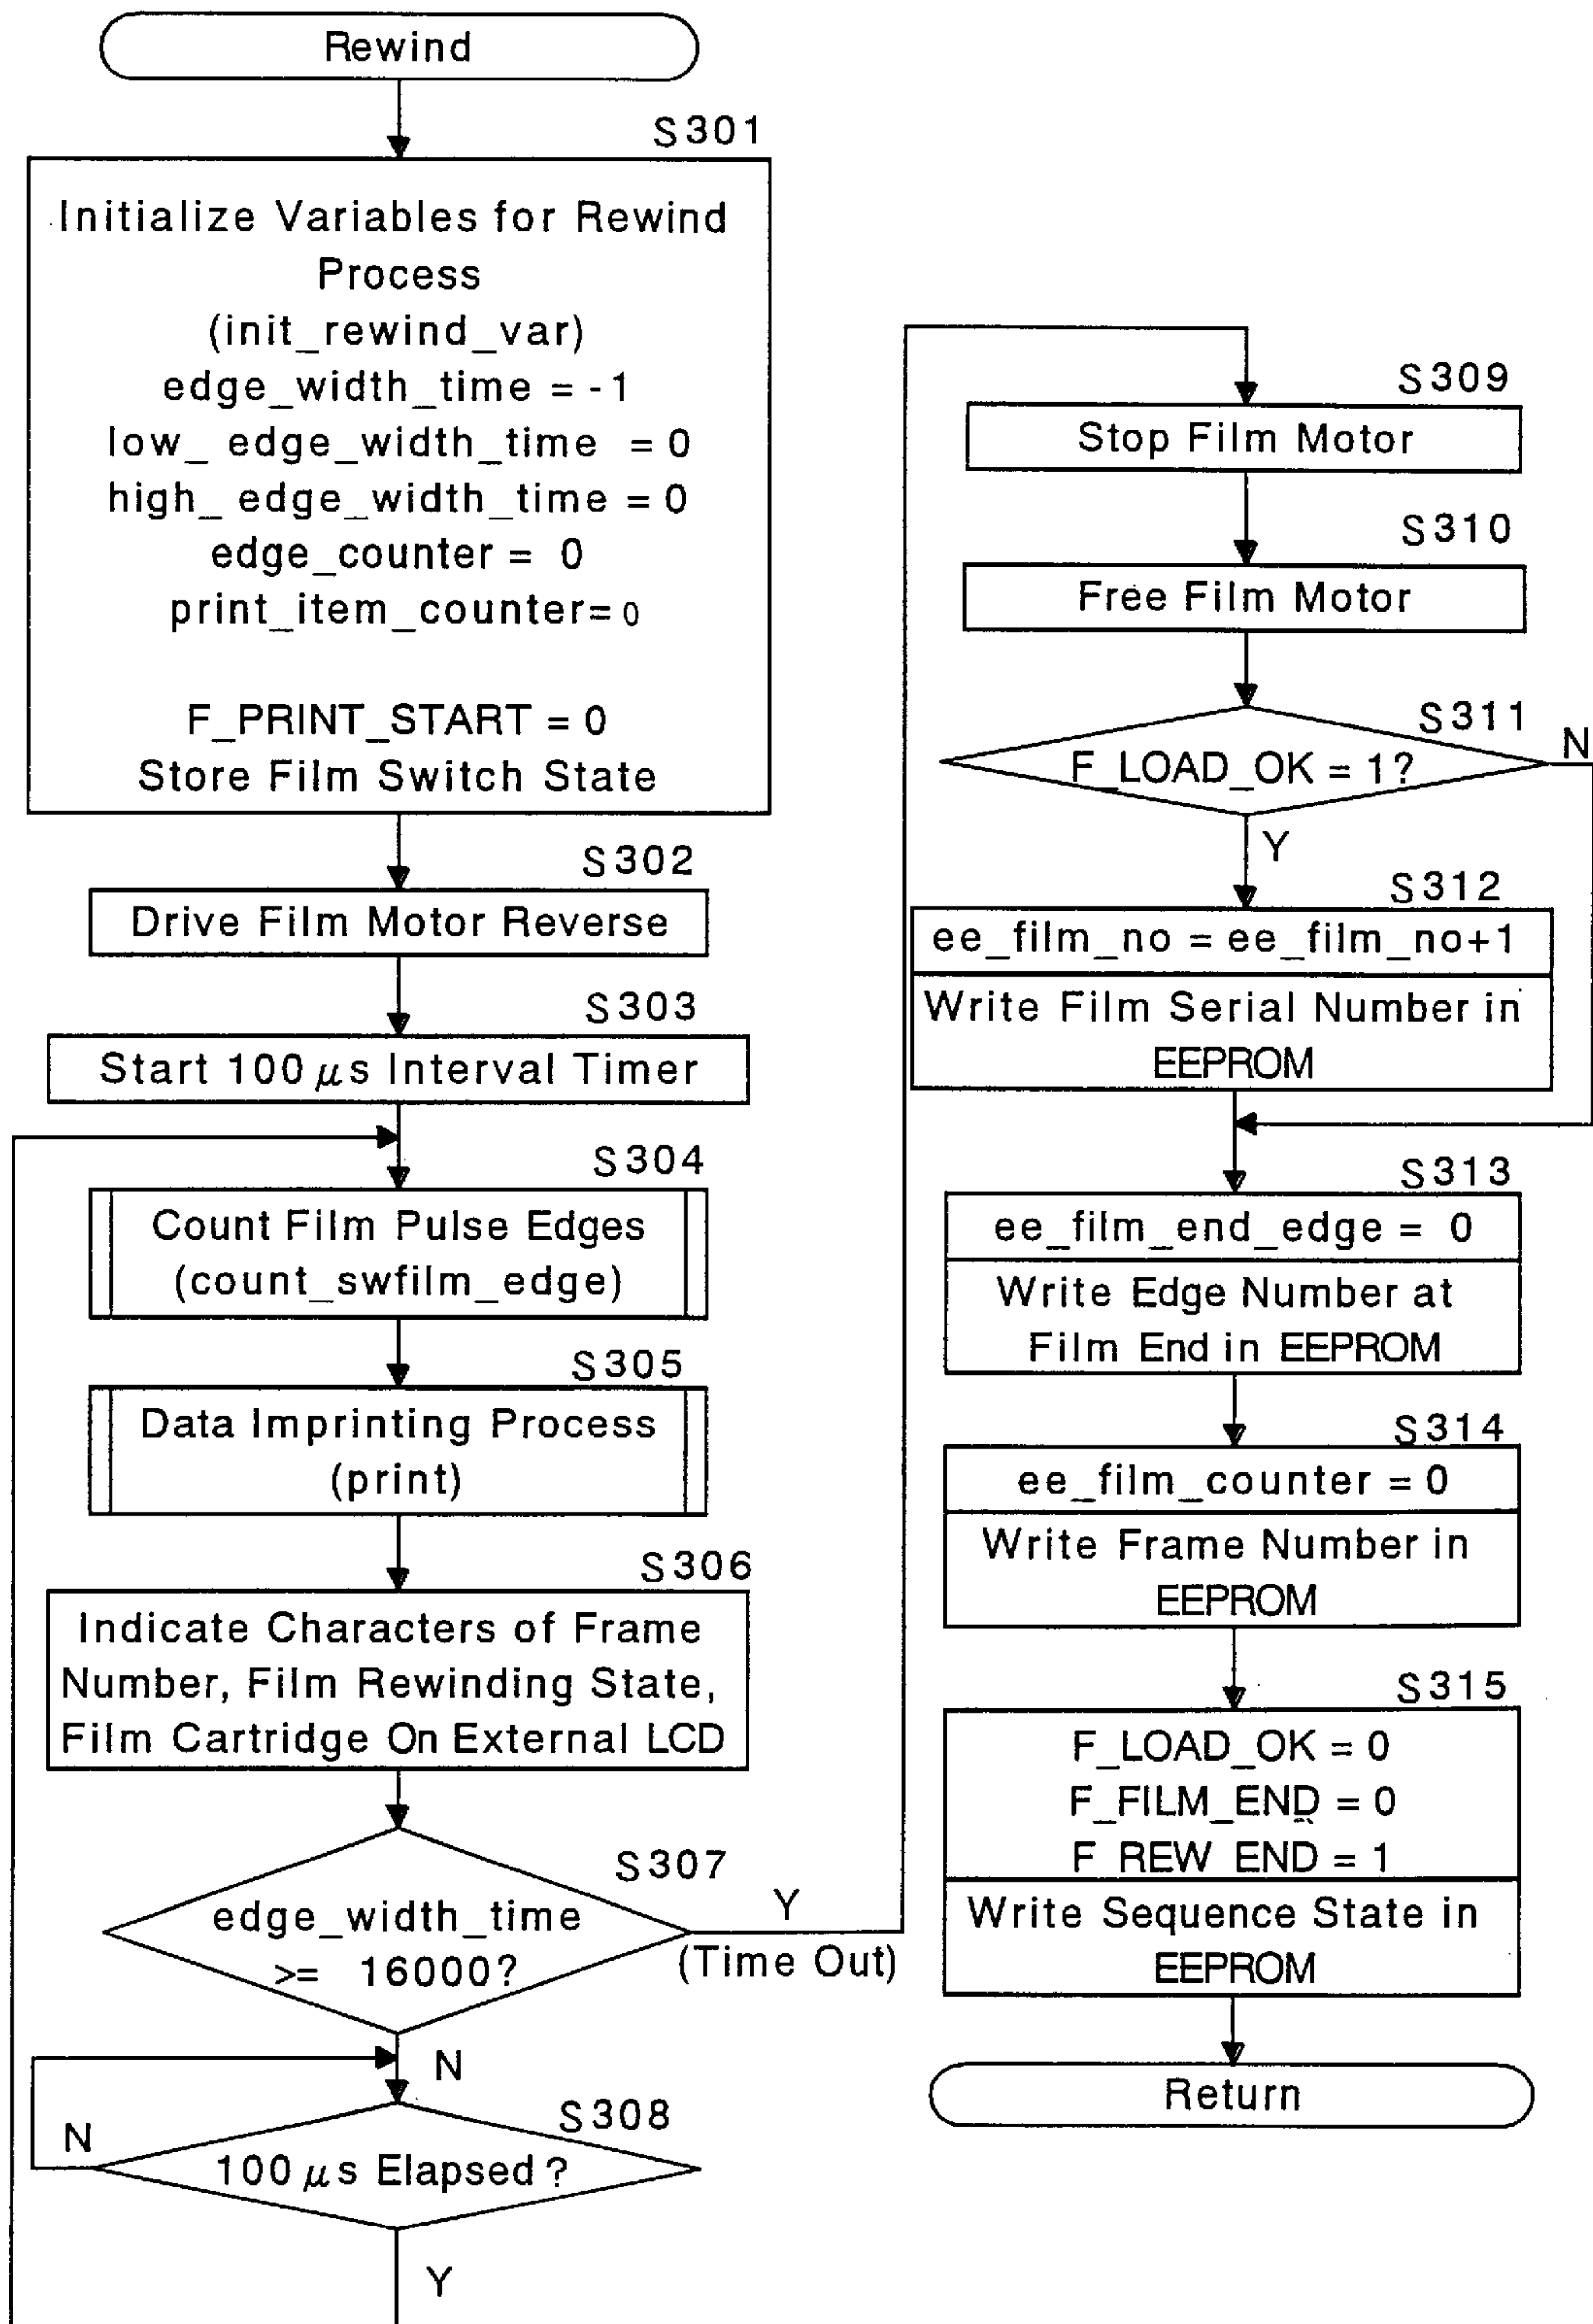 Rewind
S301
Initialize Variables for Rewind
Process
(init_rewind_var)
edge_width_time = -1
low_ edge_width_time = 0
high_ edge_width_time = 0
edge_counter = 0
print_item_counter= 0
F_PRINT_START = 0
Store Film Switch State
S302
Drive Film Motor Reverse
S303
Start 100 μs Interval Timer
S304
Count Film Pulse Edges
(count_swfilm_edge)
S305
Data Imprinting Process
(print)
S306
Indicate Characters of Frame
Number, Film Rewinding State,
Film Cartridge On External LCD
S307
edge_width_time
>= 16000?
Y
(Time Out)
N
S308
100 μs Elapsed?
N
Y
S309
Stop Film Motor
S310
Free Film Motor
S311
F_LOAD_OK = 1?
N
Y
S312
ee_film_no = ee_film_no+1
Write Film Serial Number in
EEPROM
S313
ee_film_end_edge = 0
Write Edge Number at
Film End in EEPROM
S314
ee_film_counter = 0
Write Frame Number in
EEPROM
S315
F_LOAD_OK = 0
F_FILM_END = 0
F_REW_END = 1
Write Sequence State in
EEPROM
Return